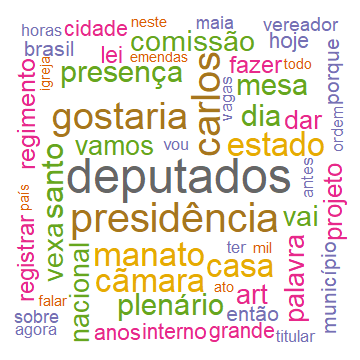 horas cidade neste maia vereador
brasil lei emendas comissão hoje
igreja presença fazer todo porque
regimento gostaria carlos vagas mesa ordem
vamos vou dia dar
santo estado antes
deputados
projeto
país presidência vai
registrar vexa manato casa palavra município
nacional câmara ter mil
falar plenário ato art então
sobre anos interno grande titular
agora